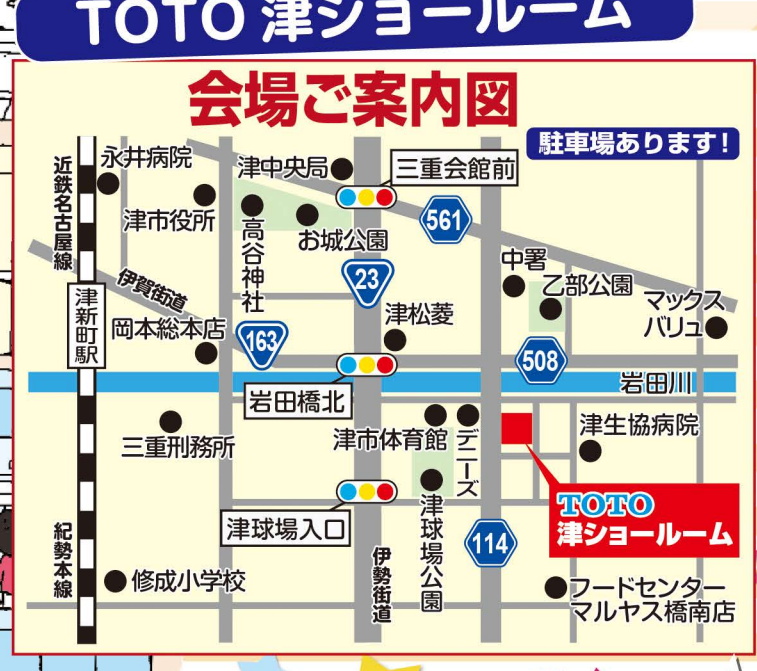 TOTO 津ショールーム
会場ご案内図
駐車場あります!
近鉄名古屋線
永井病院
津市役所
津中央局
三重会館前
高谷神社
お城公園
561
伊賀街道
23
中署
乙部公園
マックス
バリュ
津新町駅
岡本総本店
163
津松菱
508
岩田橋北
岩田川
三重刑務所
津市体育館
デニーズ
津生協病院
津球場入口
津球場公園
TOTO
津ショールーム
紀勢本線
修成小学校
伊勢街道
114
フードセンター
マルヤス橋南店